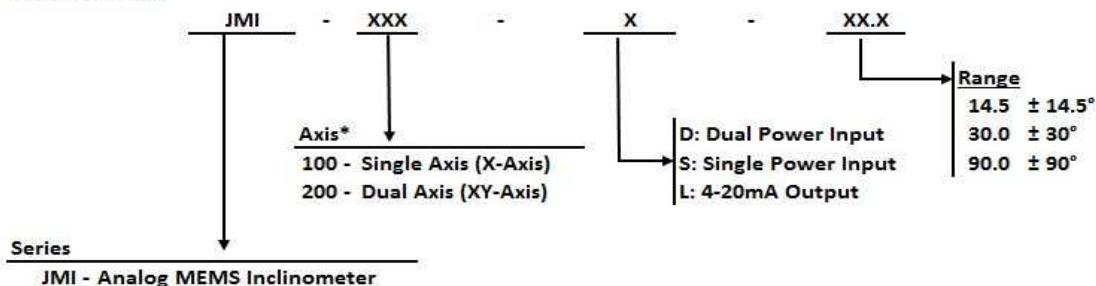 JMI - XXX - X - XX.X
Range
14.5 ± 14.5°
30.0 ± 30°
90.0 ± 90°
Axis*
100 - Single Axis (X-Axis)
200 - Dual Axis (XY-Axis)
D: Dual Power Input
S: Single Power Input
L: 4-20mA Output
Series
JMI - Analog MEMS Inclinometer